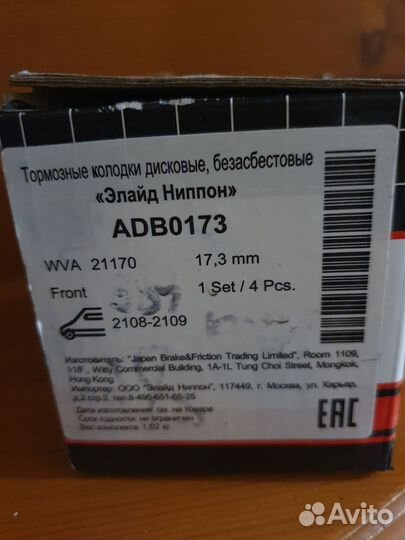 Тормозные колодки дисковые, безасбестовые
«Элайд Ниппон»
ADB0173
WVA 21170 17,3 mm
Front 1 Set / 4 Pcs.
2108-2109
Изготовитель: "Japan Brake&Friction Trading Limited", Room 1109,
11/F., Witty Commercial Building, 1A-1L Tung Choi Street, Mongkok,
Hong Kong
Импортер: ООО "Элайд Ниппон", 117449, г. Москва, ул. Карьер,
д.2 стр.3, тел.8-495-651-65-25
Дата изготовления: см. на товаре
Срок годности: не ограничен
Вес комплекта: 1,02 кг.
EAC
Avito